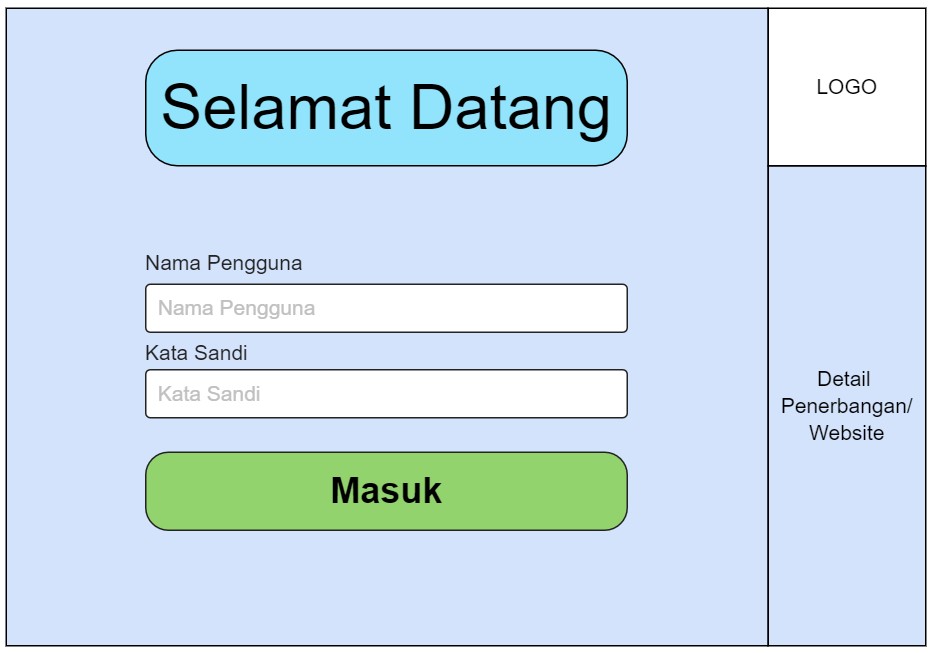 Selamat Datang
LOGO
Nama Pengguna
Nama Pengguna
Kata Sandi
Kata Sandi
Masuk
Detail
Penerbangan/
Website